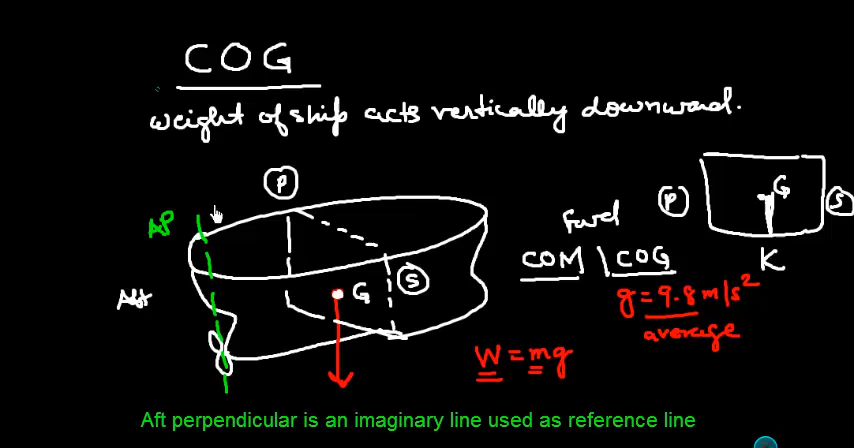 COG
weight of ship acts vertically downward.
P
AP
Aft
G
S
Forwd
COM \ COG
P
G
S
K
g = 9.8 m/s²
average
W = mg
Aft perpendicular is an imaginary line used as reference line